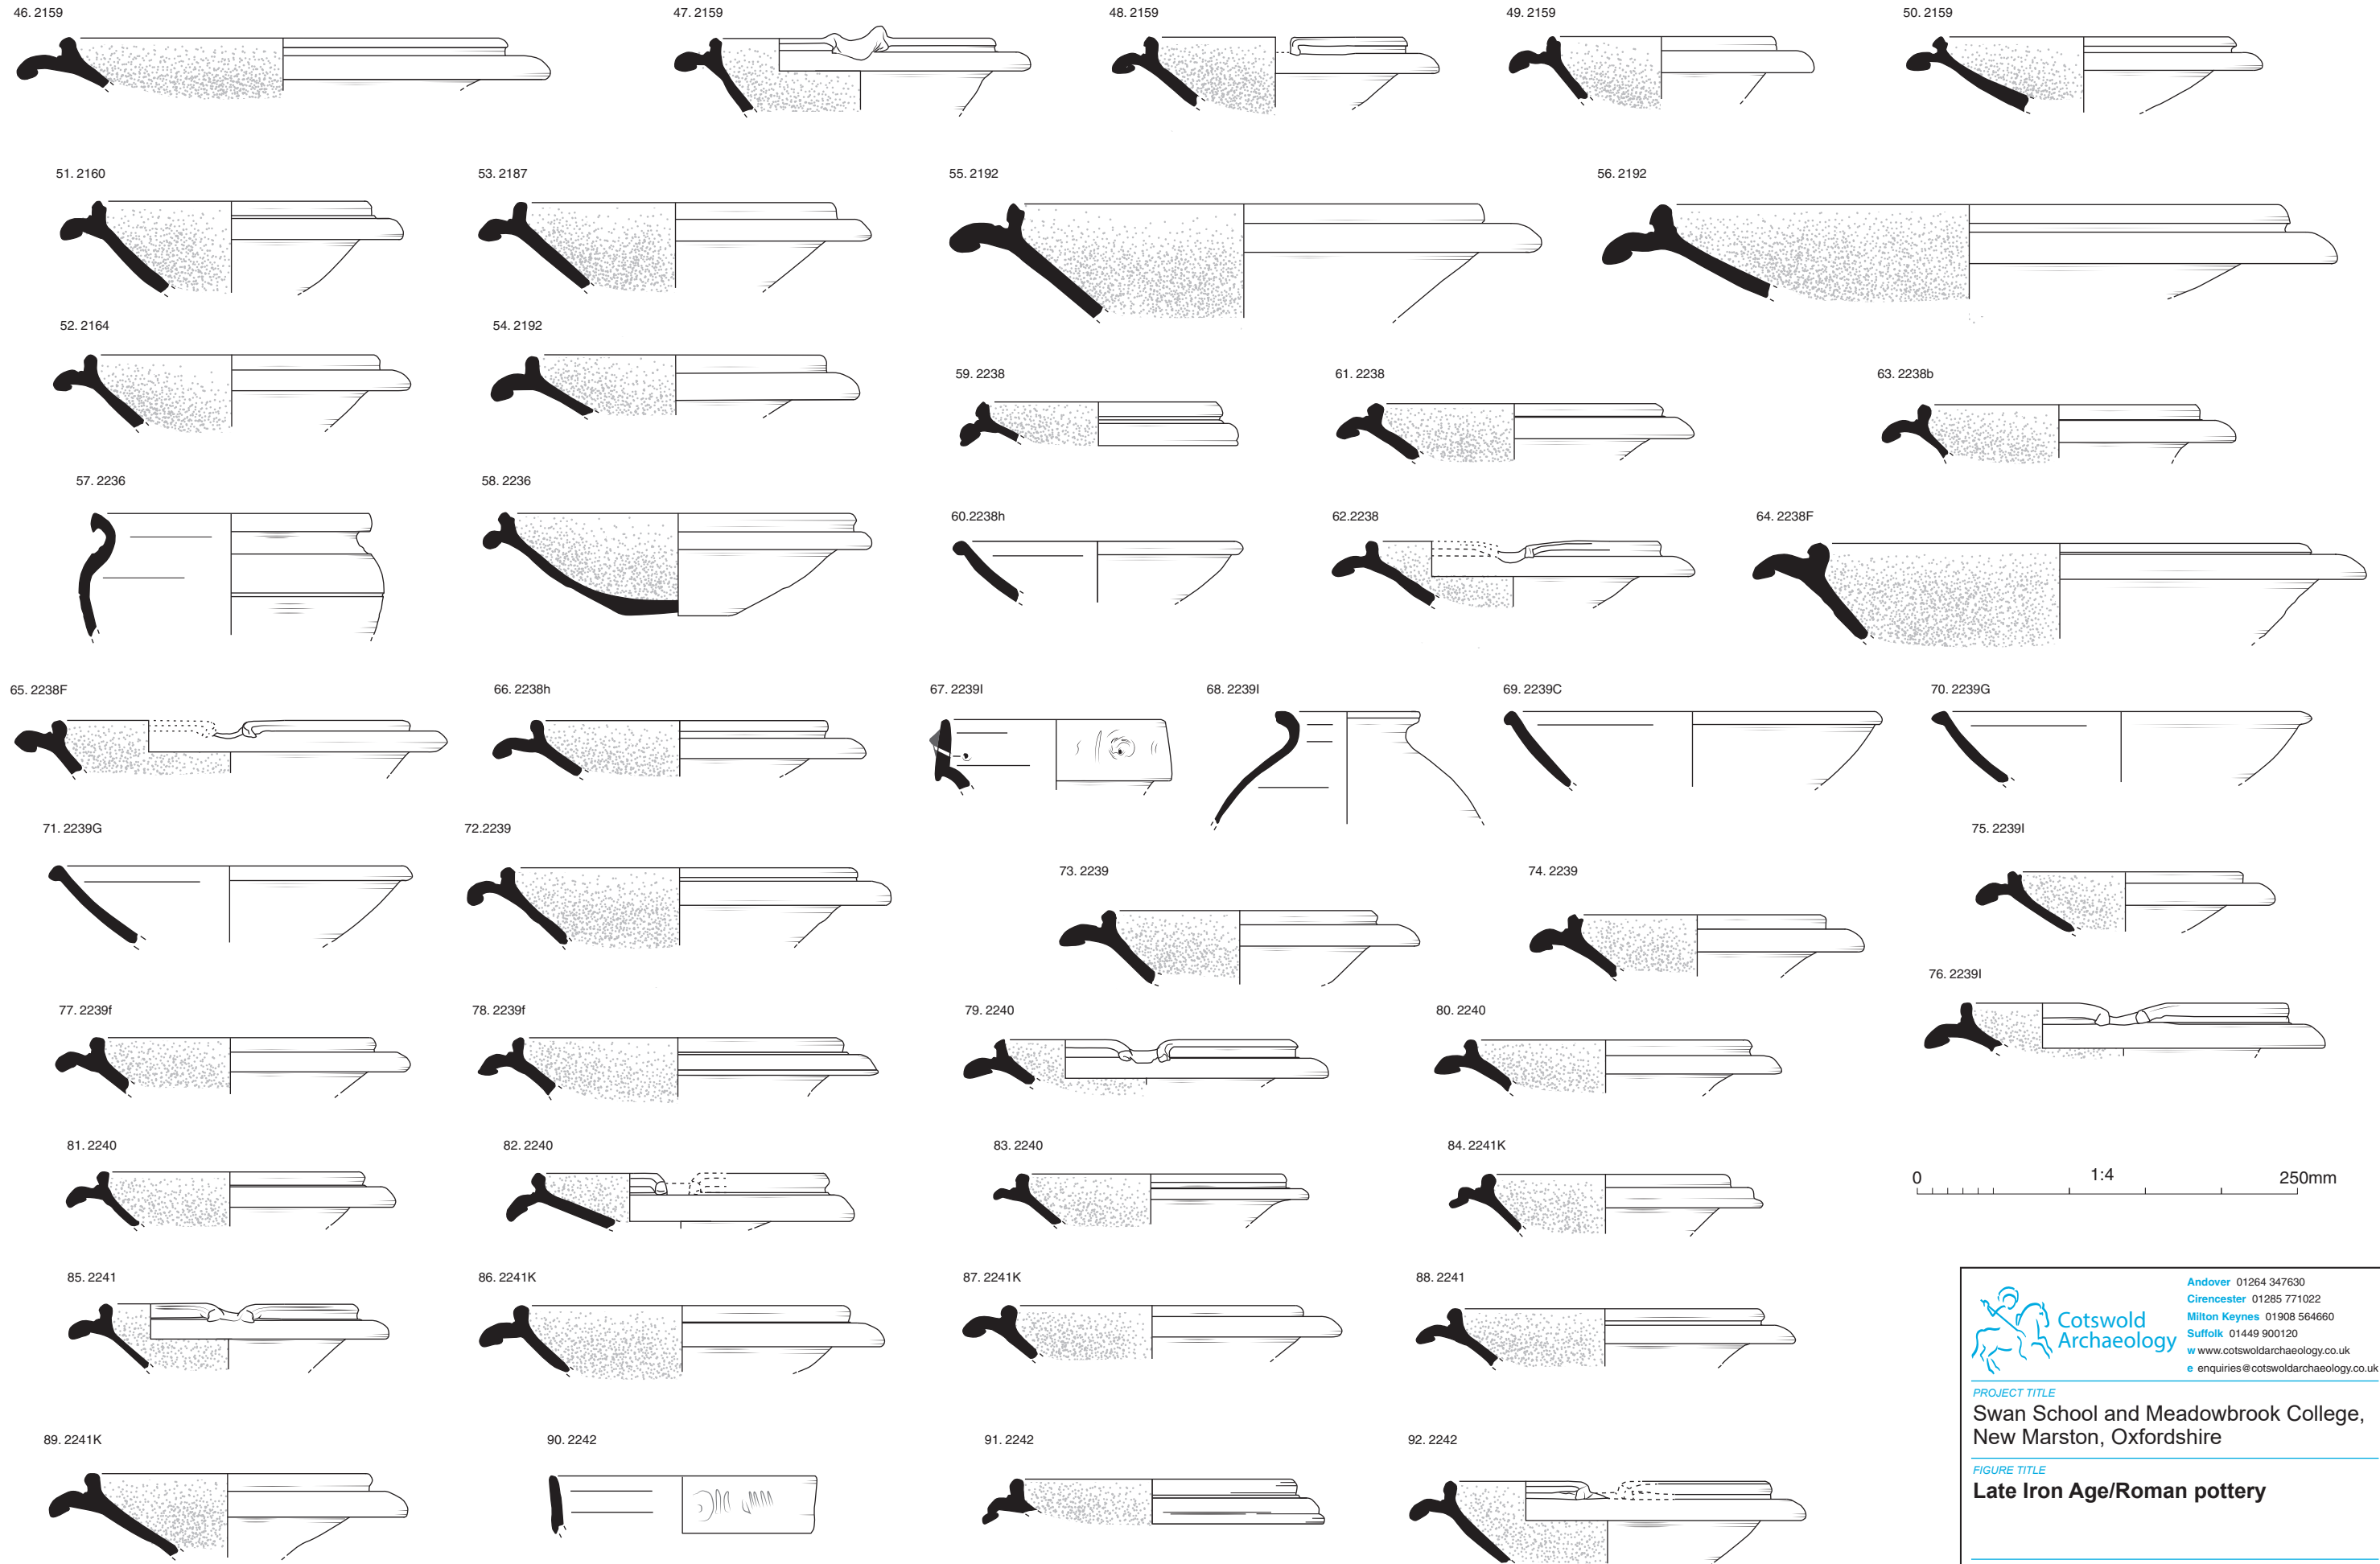 46. 2159
47. 2159
48. 2159
49. 2159
50. 2159
51. 2160
53. 2187
55. 2192
56. 2192
52. 2164
54. 2192
59. 2238
61. 2238
63. 2238b
57. 2236
58. 2236
60.2238h
62.2238
64. 2238F
65. 2238F
66. 2238h
67. 2239I
68. 2239I
69. 2239C
70. 2239G
71. 2239G
72.2239
73. 2239
74. 2239
75. 2239I
76. 2239I
77. 2239f
78. 2239f
79. 2240
80. 2240
81. 2240
82. 2240
83. 2240
84. 2241K
0 1:4 250mm
85. 2241
86. 2241K
87. 2241K
88. 2241
89. 2241K
90. 2242
91. 2242
92. 2242
Cotswold
Archaeology
Andover 01264 347630
Cirencester 01285 771022
Milton Keynes 01908 564660
Suffolk 01449 900120
w www.cotswoldarchaeology.co.uk
e enquiries@cotswoldarchaeology.co.uk
PROJECT TITLE
Swan School and Meadowbrook College,
New Marston, Oxfordshire
FIGURE TITLE
Late Iron Age/Roman pottery